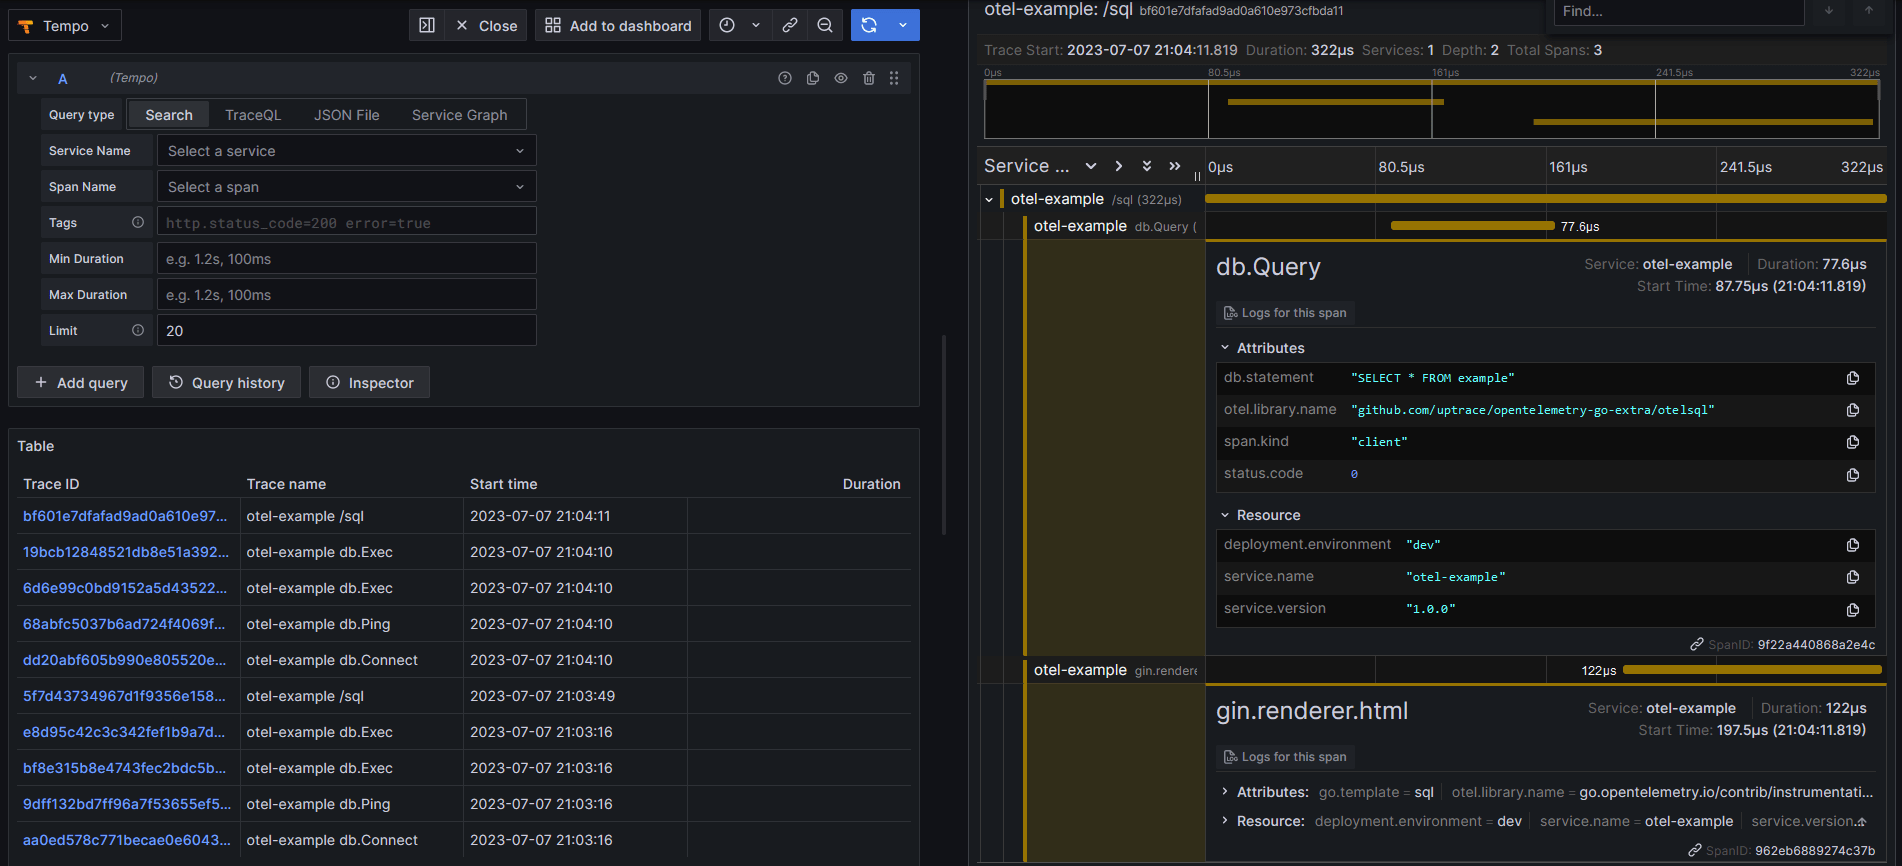 Tempo
Close
Add to dashboard
A (Tempo)
Query type Search TraceQL JSON File Service Graph
Service Name Select a service
Span Name Select a span
Tags http.status_code=200 error=true
Min Duration e.g. 1.2s, 100ms
Max Duration e.g. 1.2s, 100ms
Limit 20
+ Add query Query history Inspector
Table
Trace ID Trace name Start time Duration
bf601e7dfafad9ad0a610e97... otel-example /sql 2023-07-07 21:04:11
19bcb12848521db8e51a392... otel-example db.Exec 2023-07-07 21:04:10
6d6e99c0bd9152a5d43522... otel-example db.Exec 2023-07-07 21:04:10
68abfc5037b6ad724f4069f... otel-example db.Ping 2023-07-07 21:04:10
dd20abf605b990e805520e... otel-example db.Connect 2023-07-07 21:04:10
5f7d43734967d1f9356e158... otel-example /sql 2023-07-07 21:03:49
e8d95c42c3c342fef1b9a7d... otel-example db.Exec 2023-07-07 21:03:16
bf8e315b8e4743fec2bdc5b... otel-example db.Exec 2023-07-07 21:03:16
9dff132bd7ff96a7f53655ef5... otel-example db.Ping 2023-07-07 21:03:16
aa0ed578c771becae0e6043... otel-example db.Connect 2023-07-07 21:03:16
otel-example: /sql bf601e7dfafad9ad0a610e973cfbda11
Find...
Trace Start: 2023-07-07 21:04:11.819 Duration: 322µs Services: 1 Depth: 2 Total Spans: 3
0µs 80.5µs 161µs 241.5µs 322µs
Service ... 0µs 80.5µs 161µs 241.5µs 322µs
otel-example /sql (322µs)
otel-example db.Query ( 77.6µs
db.Query Service: otel-example Duration: 77.6µs
Start Time: 87.75µs (21:04:11.819)
Logs for this span
Attributes
db.statement "SELECT * FROM example"
otel.library.name "github.com/uptrace/opentelemetry-go-extra/otelsql"
span.kind "client"
status.code 0
Resource
deployment.environment "dev"
service.name "otel-example"
service.version "1.0.0"
SpanID: 9f22a440868a2e4c
otel-example gin.rendere 122µs
gin.renderer.html Service: otel-example Duration: 122µs
Start Time: 197.5µs (21:04:11.819)
Logs for this span
Attributes: go.template = sql otel.library.name = go.opentelemetry.io/contrib/instrumentati...
Resource: deployment.environment = dev service.name = otel-example service.version...
SpanID: 962eb6889274c37b